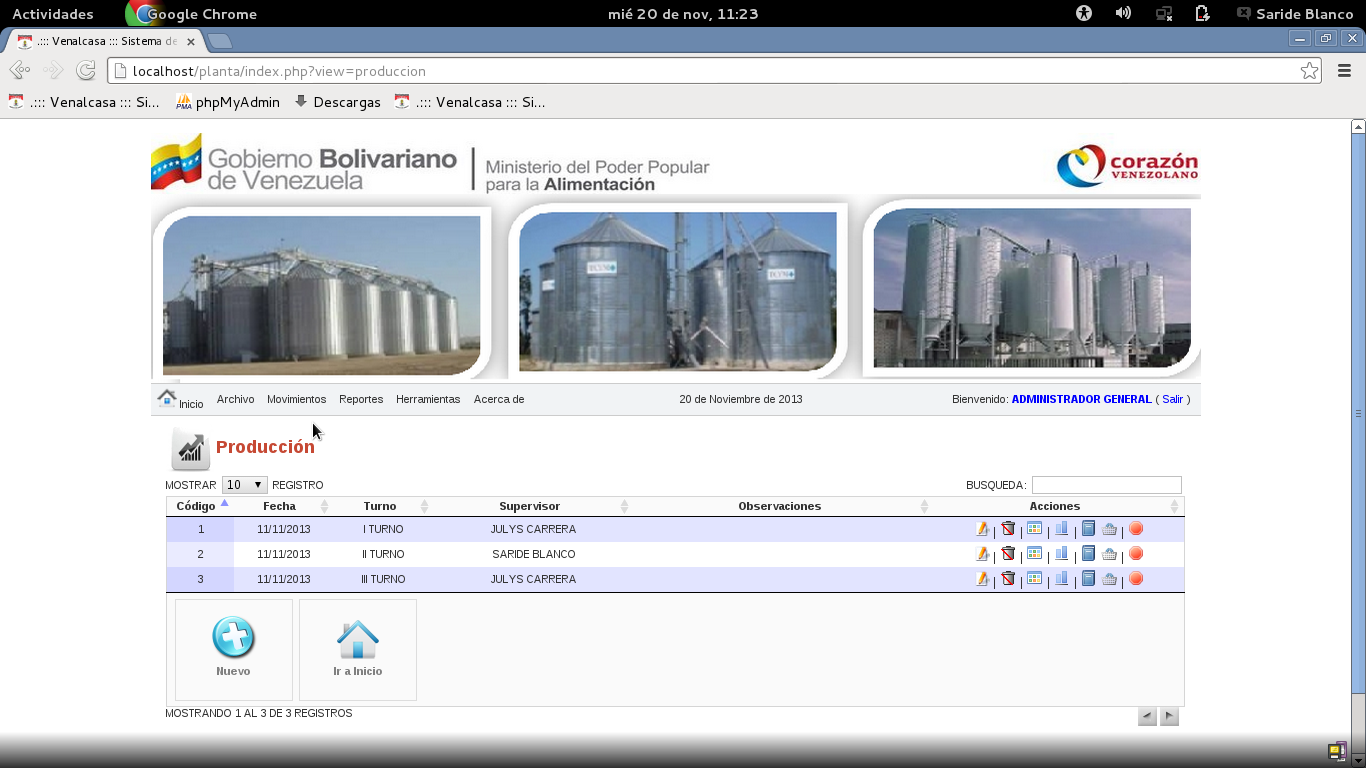 Actividades Google Chrome mié 20 de nov, 11:23 Saride Blanco
.::: Venalcasa ::: Sistema de
localhost/planta/index.php?view=produccion
.::: Venalcasa ::: Si... phpMyAdmin Descargas .::: Venalcasa ::: Si...
Gobierno Bolivariano
de Venezuela
Ministerio del Poder Popular
para la Alimentación
corazón
VENEZOLANO
Inicio Archivo Movimientos Reportes Herramientas Acerca de 20 de Noviembre de 2013 Bienvenido: ADMINISTRADOR GENERAL ( Salir )
Producción
MOSTRAR 10 REGISTRO BUSQUEDA:
Código Fecha Turno Supervisor Observaciones Acciones
1 11/11/2013 I TURNO JULYS CARRERA | | | | | |
2 11/11/2013 II TURNO SARIDE BLANCO | | | | | |
3 11/11/2013 III TURNO JULYS CARRERA | | | | | |
Nuevo Ir a Inicio
MOSTRANDO 1 AL 3 DE 3 REGISTROS